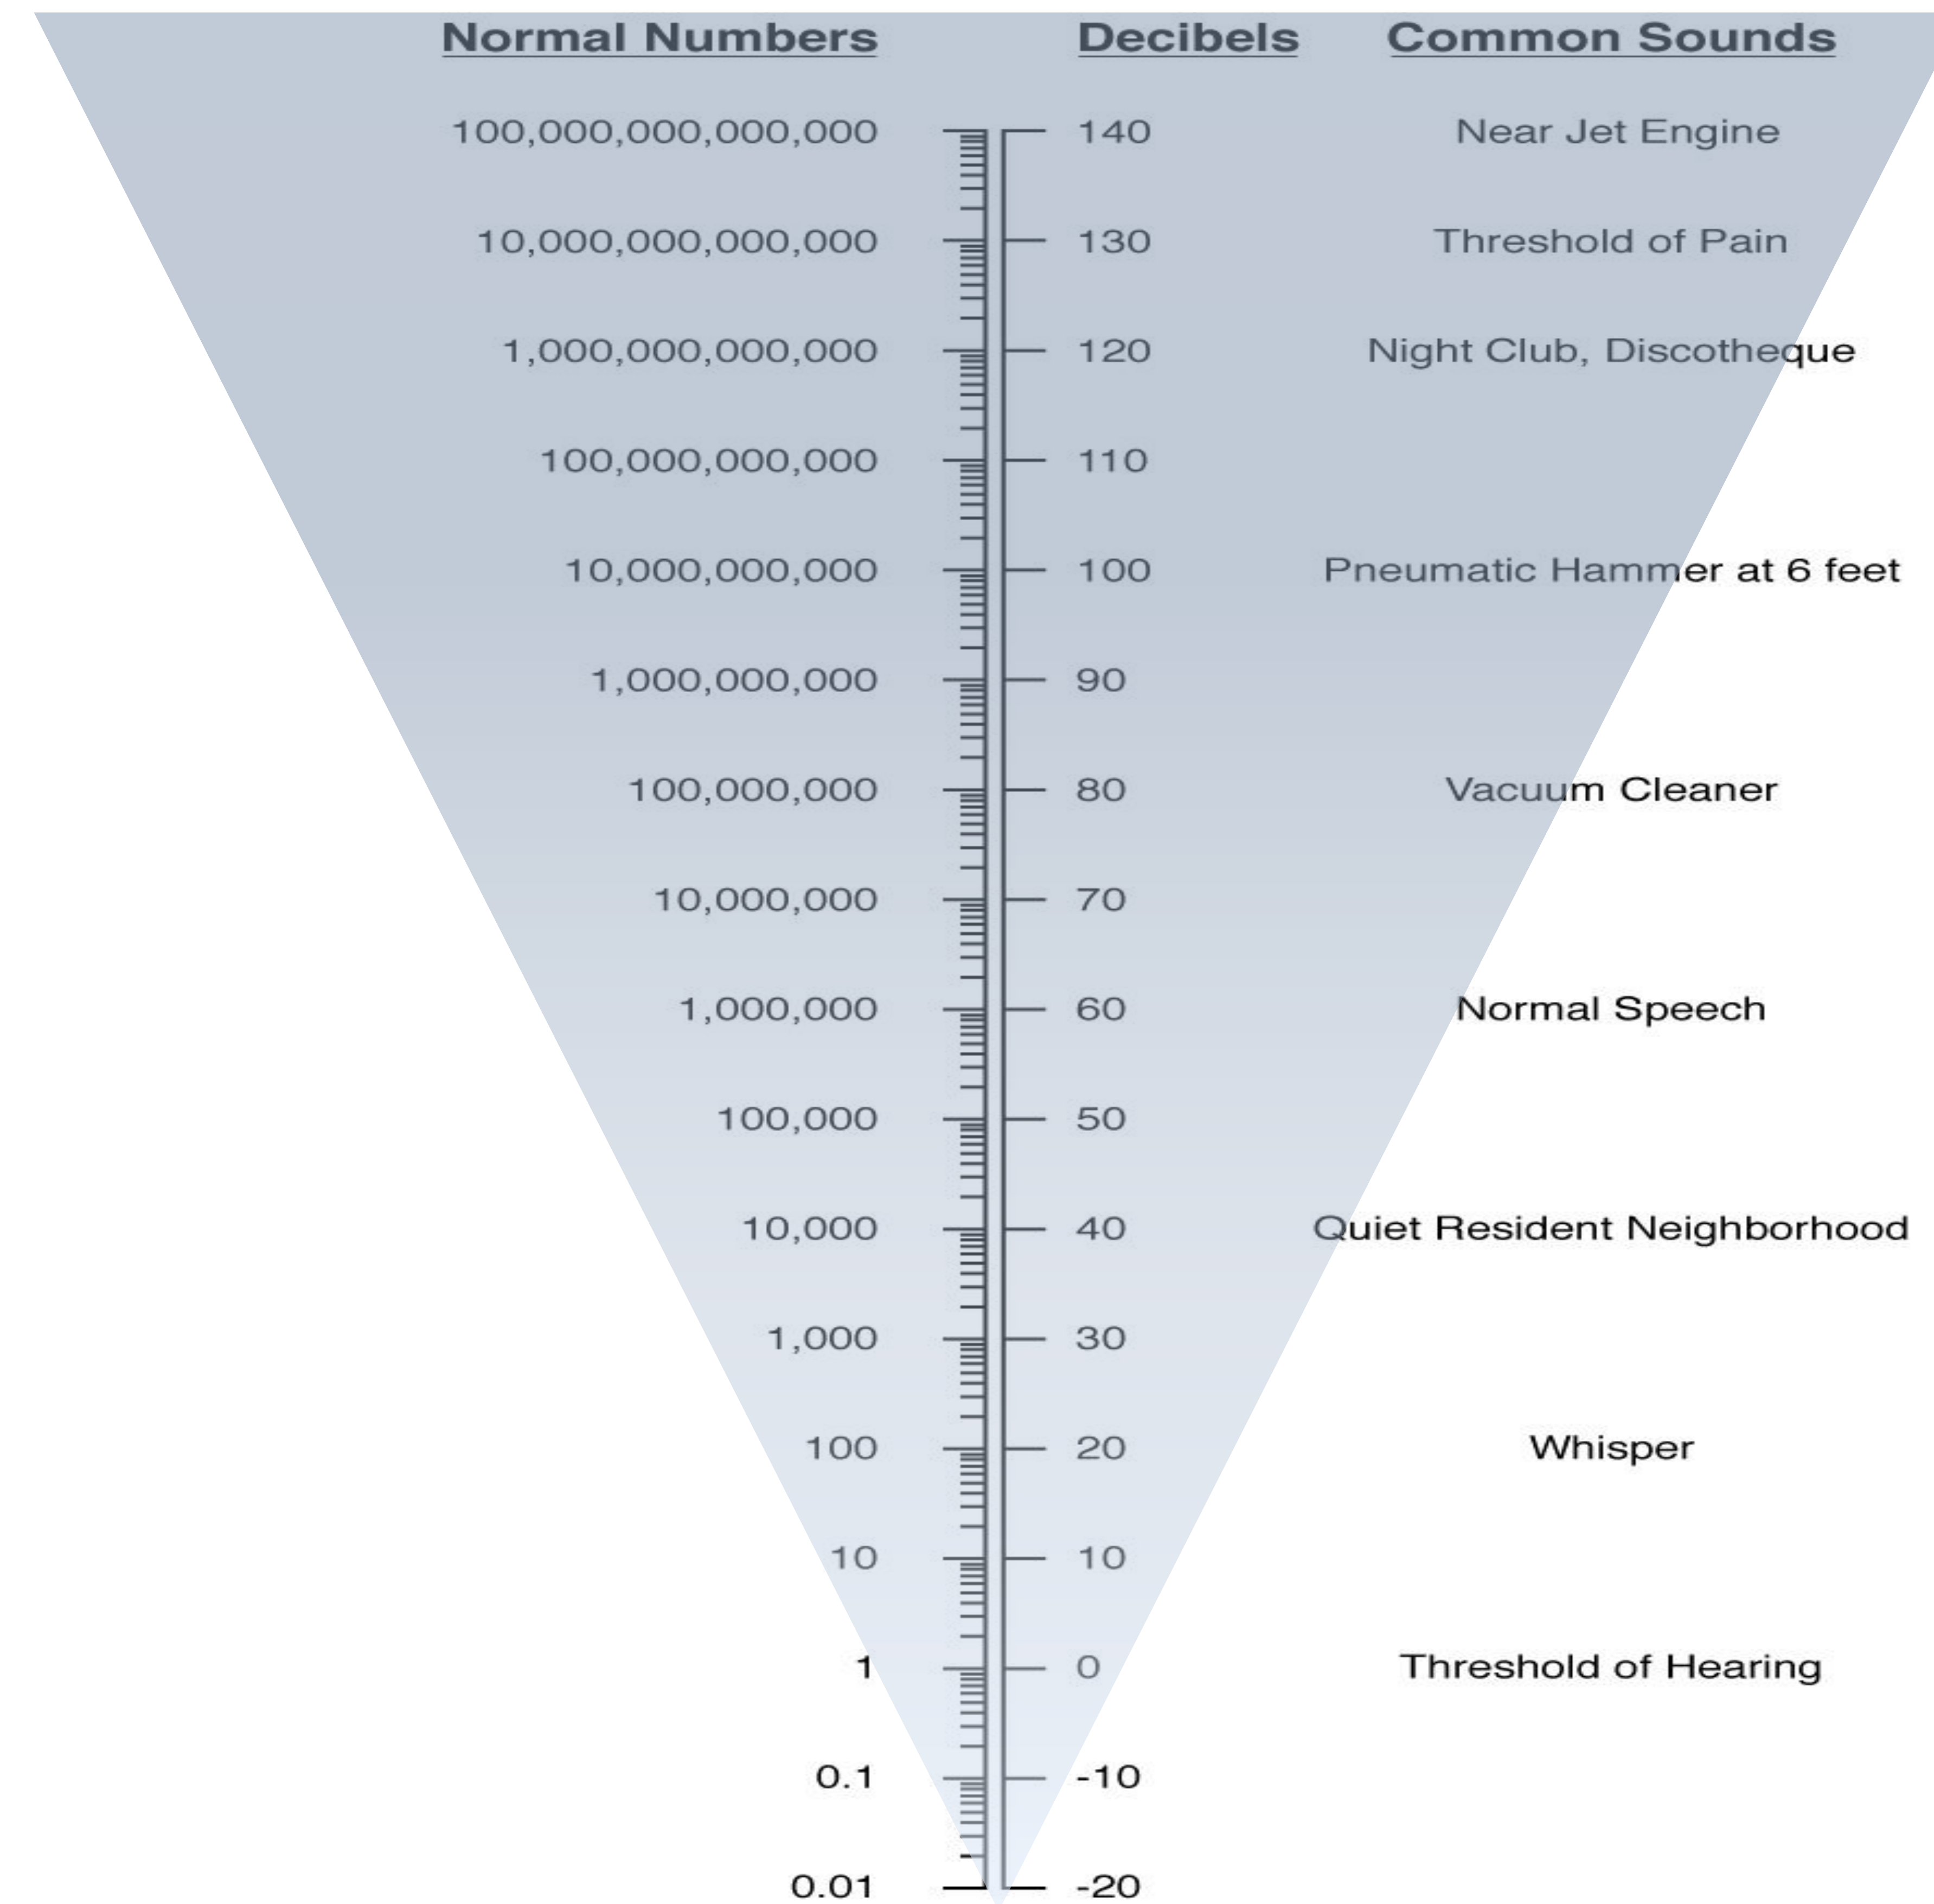 Normal Numbers Decibels Common Sounds
100,000,000,000,000 140 Near Jet Engine
10,000,000,000,000 130 Threshold of Pain
1,000,000,000,000 120 Night Club, Discotheque
100,000,000,000 110
10,000,000,000 100 Pneumatic Hammer at 6 feet
1,000,000,000 90
100,000,000 80 Vacuum Cleaner
10,000,000 70
1,000,000 60 Normal Speech
100,000 50
10,000 40 Quiet Resident Neighborhood
1,000 30
100 20 Whisper
10 10
1 0 Threshold of Hearing
0.1 -10
0.01 -20